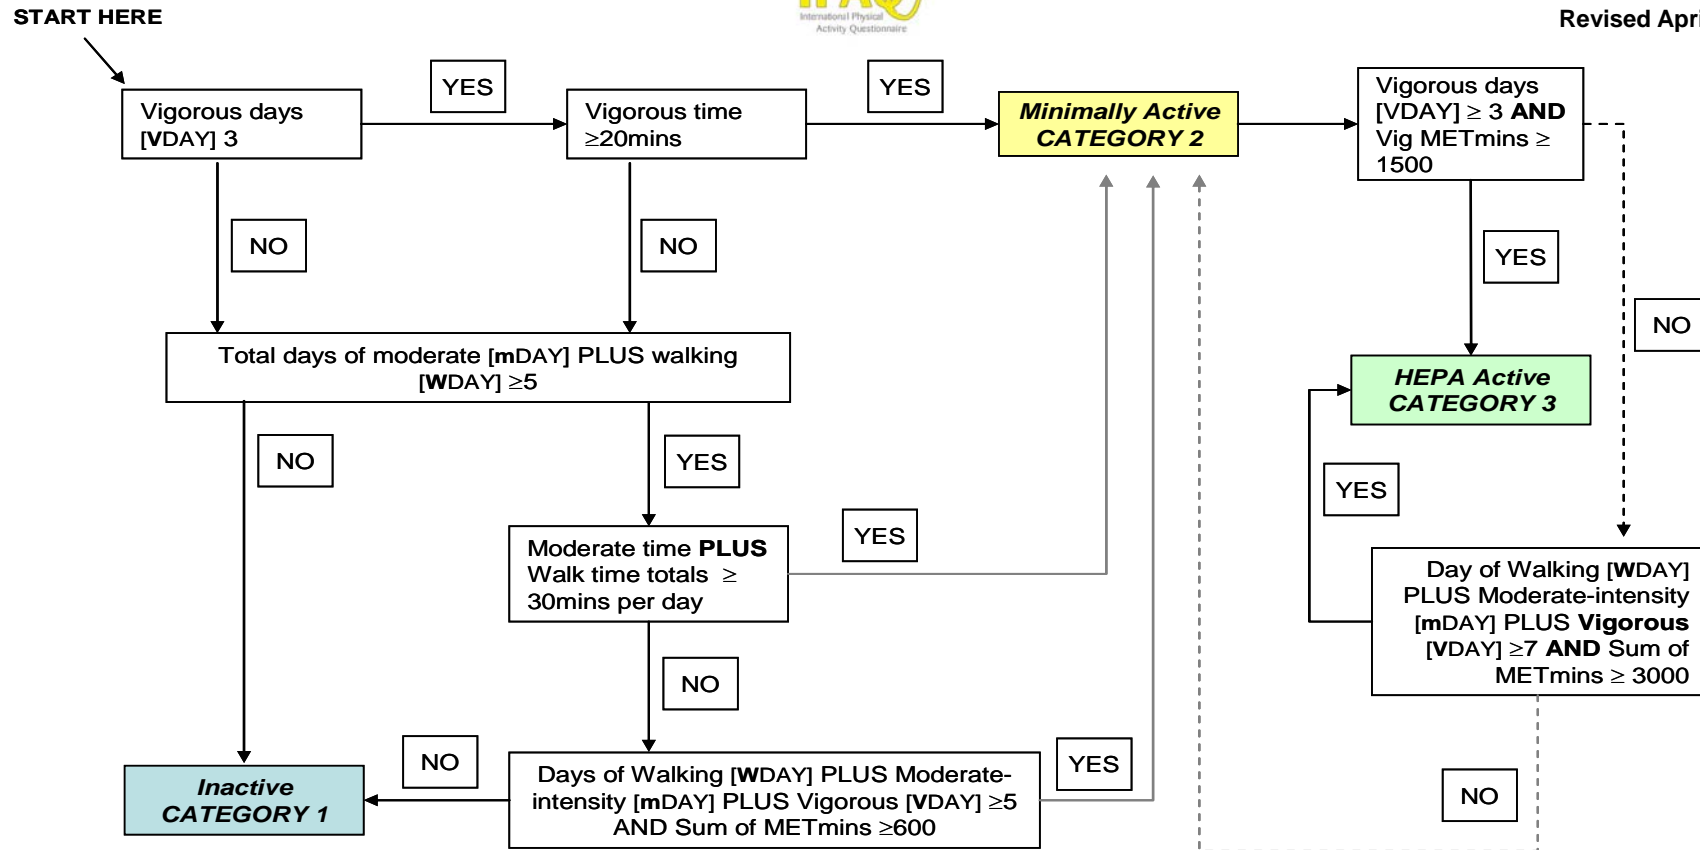 START HERE
International Physical
Activity Questionnaire
YES
YES
Vigorous days
[VDAY] 3
Vigorous time
≥20mins
Minimally Active
CATEGORY 2
Vigorous days
[VDAY] ≥ 3 AND
Vig METmins ≥
1500
NO
NO
YES
NO
Total days of moderate [mDAY] PLUS walking
[WDAY] ≥5
HEPA Active
CATEGORY 3
NO
YES
YES
YES
Moderate time PLUS
Walk time totals ≥
30mins per day
Day of Walking [WDAY]
PLUS Moderate-intensity
[mDAY] PLUS Vigorous
[VDAY] ≥7 AND Sum of
METmins ≥ 3000
NO
NO
YES
NO
Inactive
CATEGORY 1
Days of Walking [WDAY] PLUS Moderate-
intensity [mDAY] PLUS Vigorous [VDAY] ≥5
AND Sum of METmins ≥600
Revised